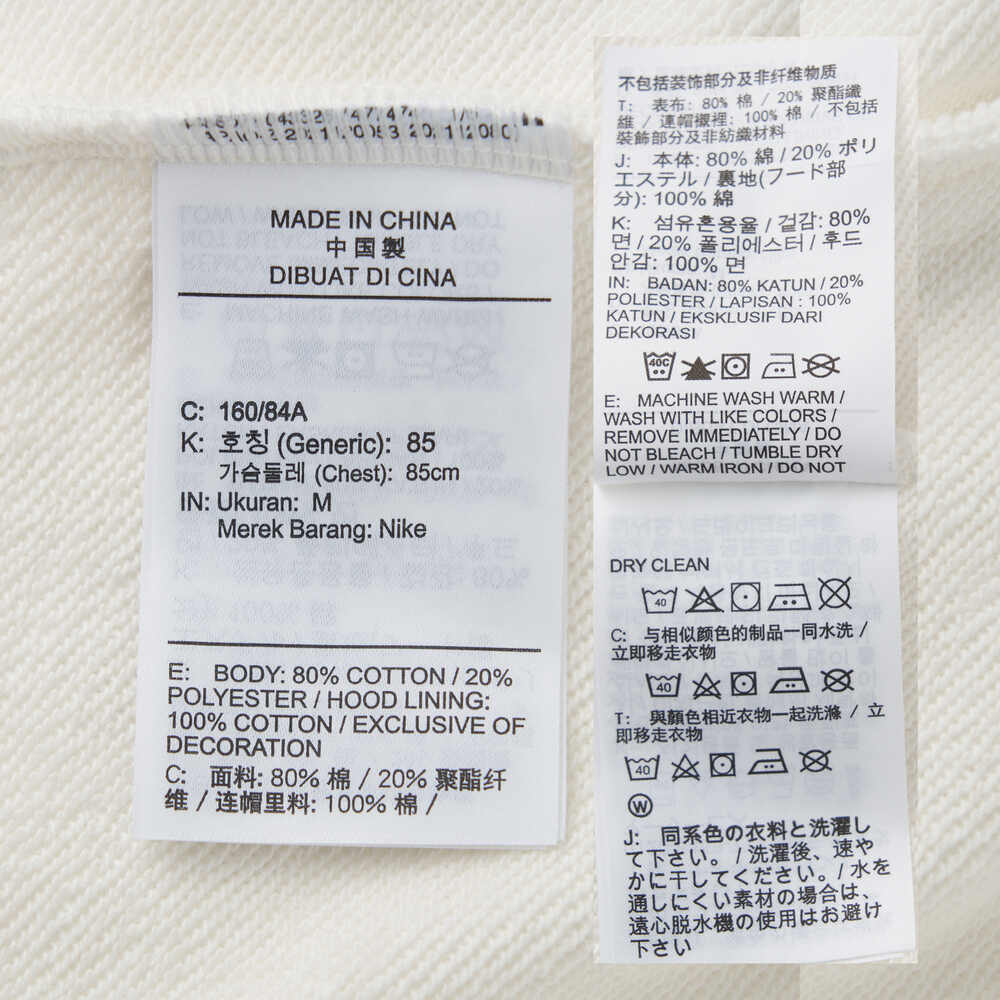 MADE IN CHINA
中国製
DIBUAT DI CINA
C: 160/84A
K: 호칭 (Generic): 85
가슴둘레 (Chest): 85cm
IN: Ukuran: M
Merek Barang: Nike
E: BODY: 80% COTTON / 20%
POLYESTER / HOOD LINING:
100% COTTON / EXCLUSIVE OF
DECORATION
C: 面料: 80% 棉 / 20% 聚酯纤
维 / 连帽里料: 100% 棉 /
不包括装饰部分及非纤维物质
T: 表布: 80% 棉 / 20% 聚酯纖
維 / 連帽襯裡: 100% 棉 / 不包括
裝飾部分及非紡織材料
J: 本体: 80% 綿 / 20% ポリ
エステル / 裏地(フード部
分): 100% 綿
K: 섬유혼용율 / 겉감: 80%
면 / 20% 폴리에스터 / 후드
안감: 100% 면
IN: BADAN: 80% KATUN / 20%
POLIESTER / LAPISAN : 100%
KATUN / EKSKLUSIF DARI
DEKORASI
40C
E: MACHINE WASH WARM /
WASH WITH LIKE COLORS /
REMOVE IMMEDIATELY / DO
NOT BLEACH / TUMBLE DRY
LOW / WARM IRON / DO NOT
DRY CLEAN
40
C: 与相似颜色的制品一同水洗 /
立即移走衣物
40
T: 與顏色相近衣物一起洗滌 / 立
即移走衣物
40
W
J: 同系色の衣料と洗濯し
て下さい。/ 洗濯後、速や
かに干してください。/ 水を
通しにくい素材の場合は、
遠心脱水機の使用はお避け
下さい